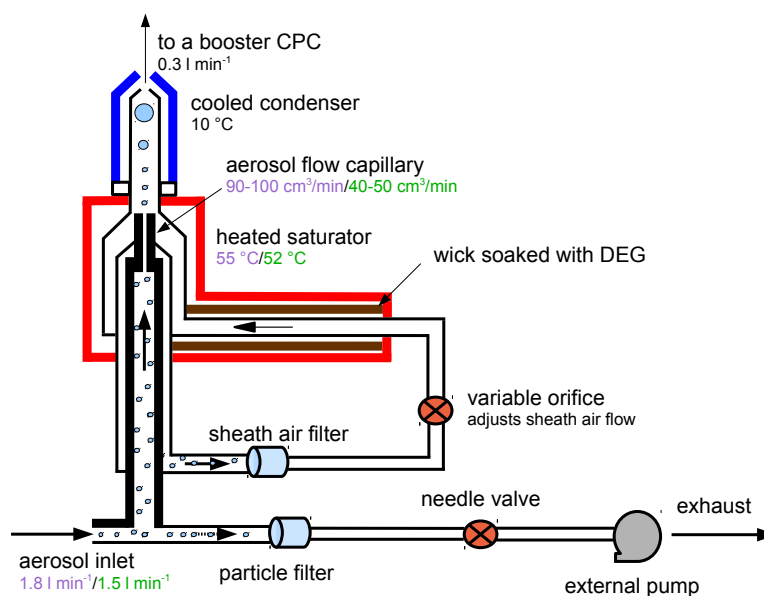 to a booster CPC
0.3 l min⁻¹
cooled condenser
10 °C
aerosol flow capillary
90-100 cm³/min/40-50 cm³/min
heated saturator
55 °C/52 °C
wick soaked with DEG
variable orifice
adjusts sheath air flow
sheath air filter
needle valve
exhaust
aerosol inlet
1.8 l min⁻¹/1.5 l min⁻¹
particle filter
external pump